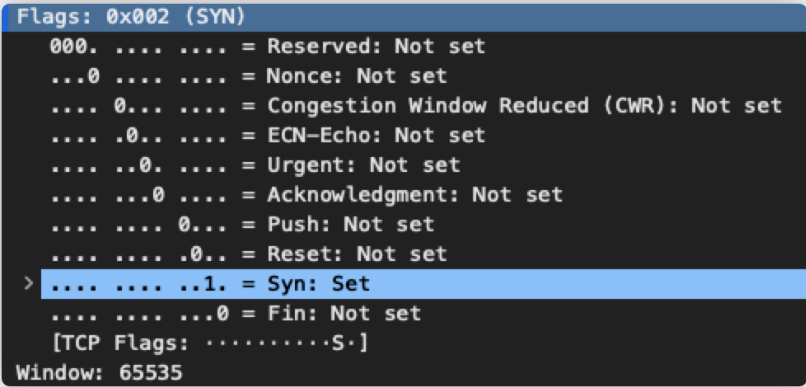 Flags: 0x002 (SYN)
000. .... .... = Reserved: Not set
...0 .... .... = Nonce: Not set
.... 0... .... = Congestion Window Reduced (CWR): Not set
.... .0.. .... = ECN-Echo: Not set
.... ..0. .... = Urgent: Not set
.... ...0 .... = Acknowledgment: Not set
.... .... 0... = Push: Not set
.... .... .0.. = Reset: Not set
.... .... ..1. = Syn: Set
.... .... ...0 = Fin: Not set
[TCP Flags: ··········S·]
Window: 65535